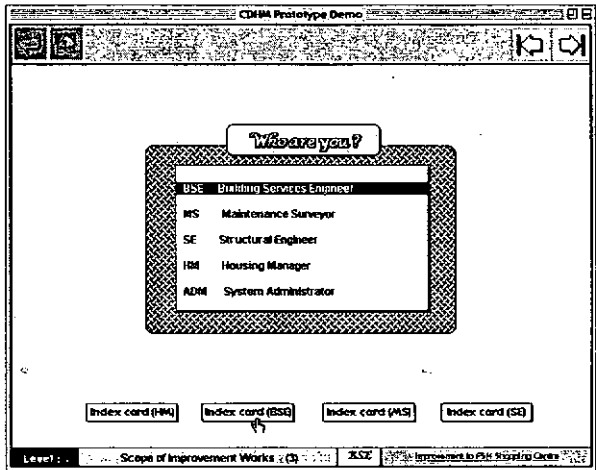 CDHM Prototype Demo
Who are you?
BSE Building Services Engineer
MS Maintenance Surveyor
SE Structural Engineer
HM Housing Manager
ADM System Administrator
Index card (HM) Index card (BSE) Index card (MS) Index card (SE)
Level: Scope of Improvement Works (3) BSE Improvement to Shopping Centre